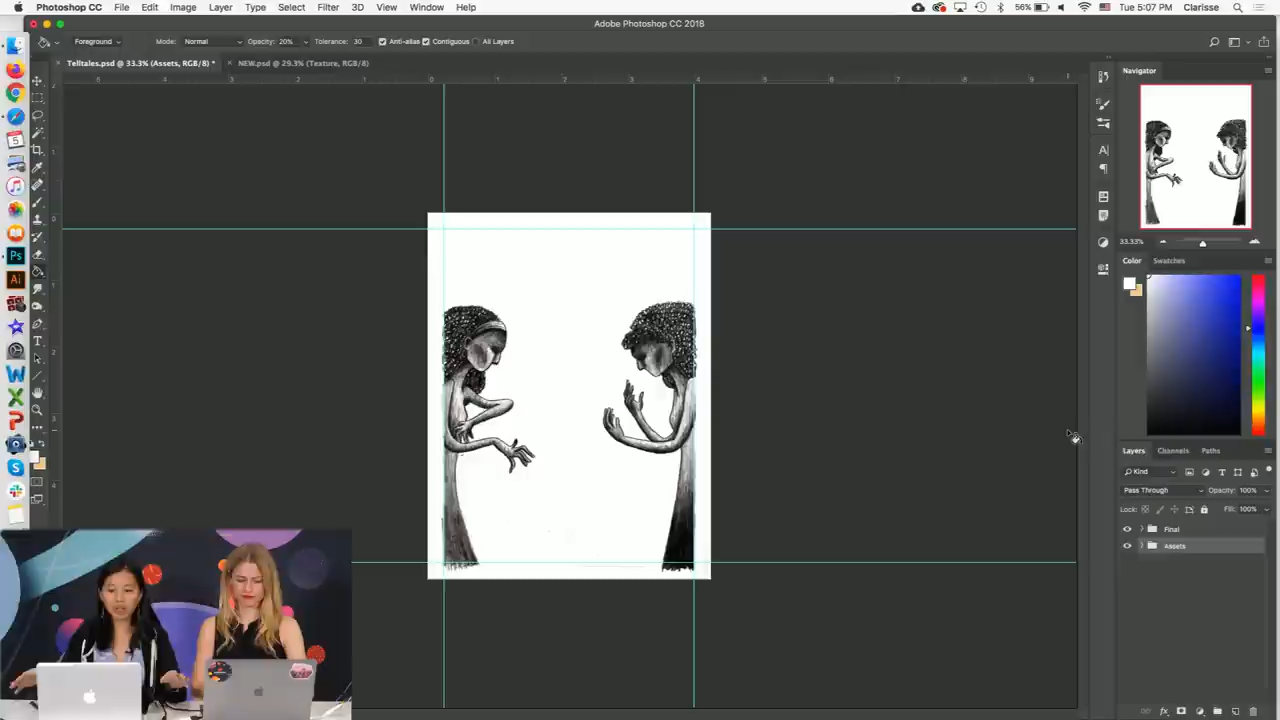 Photoshop CC File Edit Image Layer Type Select Filter 3D View Window Help 56% Tue 5:07 PM Clarisse
Adobe Photoshop CC 2018
Foreground Mode: Normal Opacity: 20% Tolerance: 30 Anti-alias Contiguous All Layers
Telltales.psd @ 33.3% (Assets, RGB/8) * NEW.psd @ 29.3% (Texture, RGB/8)
Navigator
33.33%
Color Swatches
Layers Channels Paths
Kind
Pass Through Opacity: 100%
Lock: Fill: 100%
Final
Assets